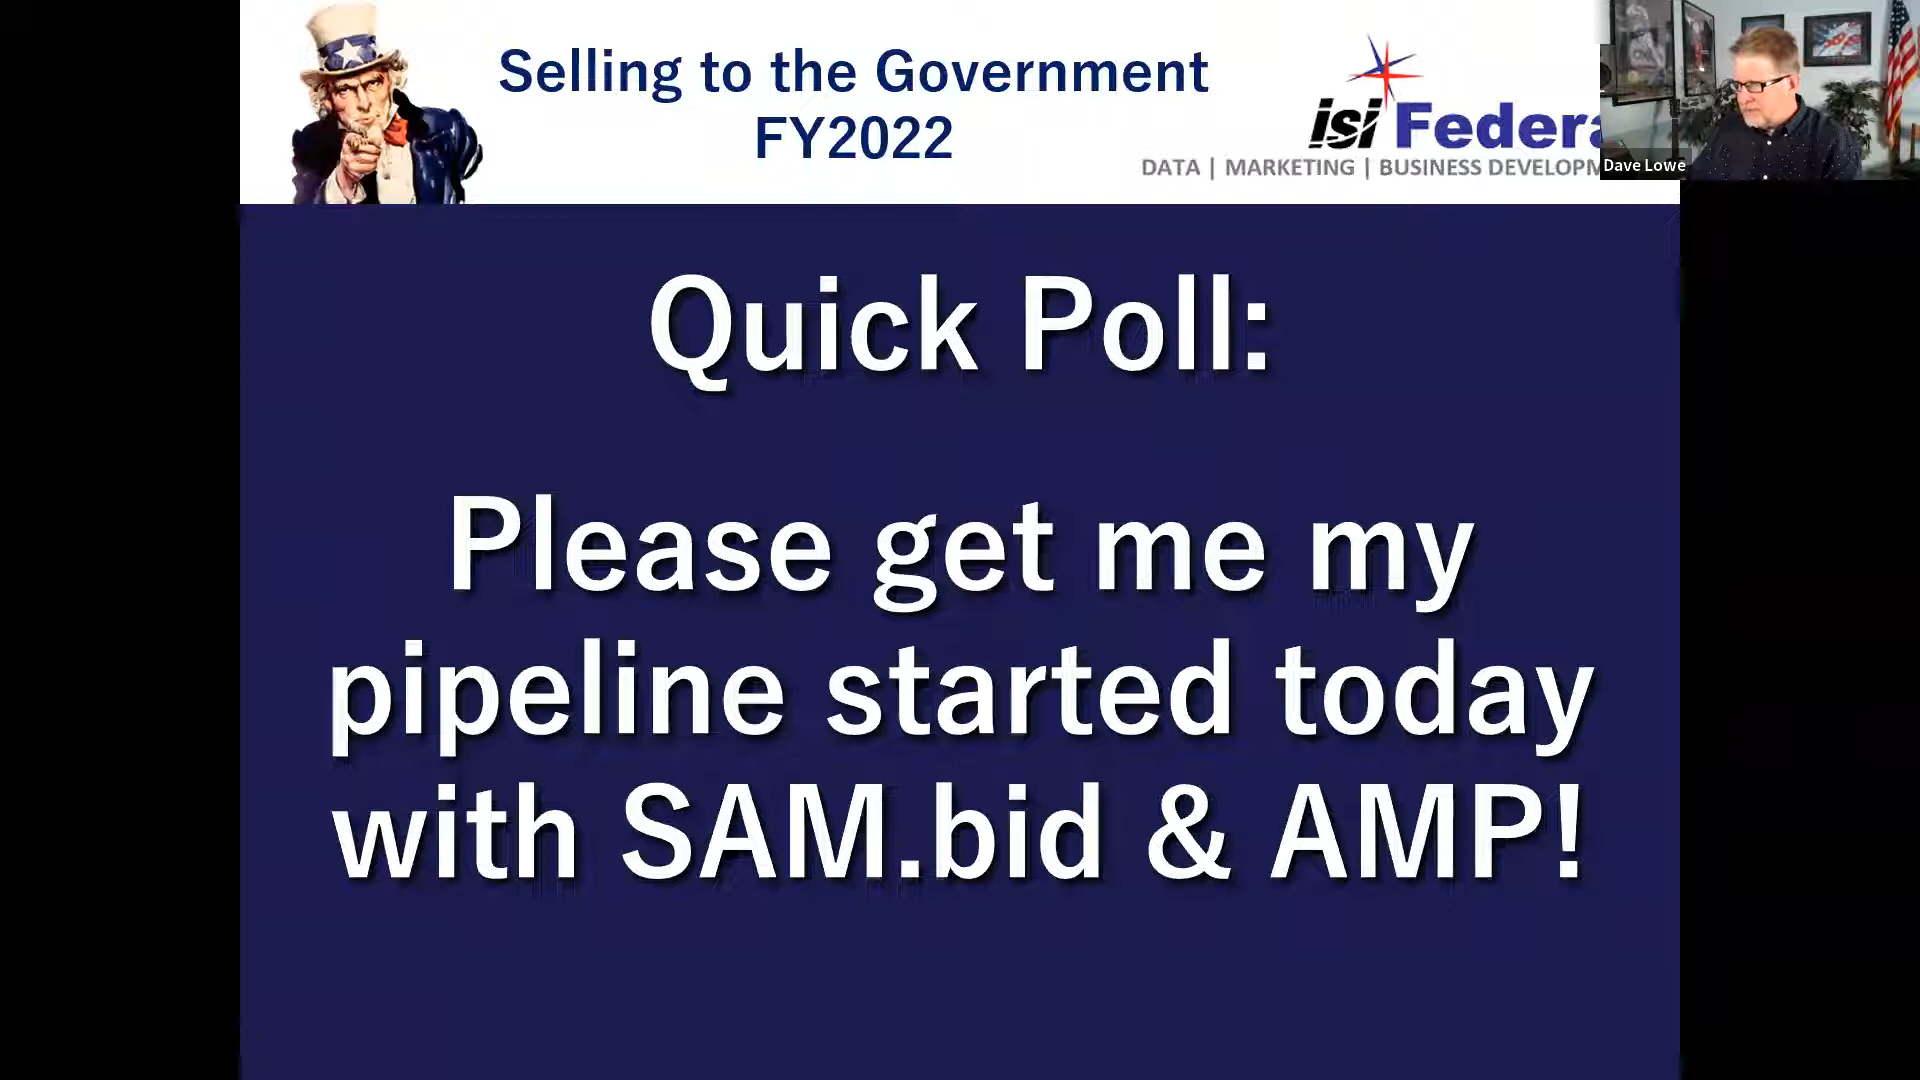 Selling to the Government
FY2022
isi Federa
DATA | MARKETING | BUSINESS DEVELOPM
Dave Lowe
Quick Poll:
Please get me my
pipeline started today
with SAM.bid & AMP!